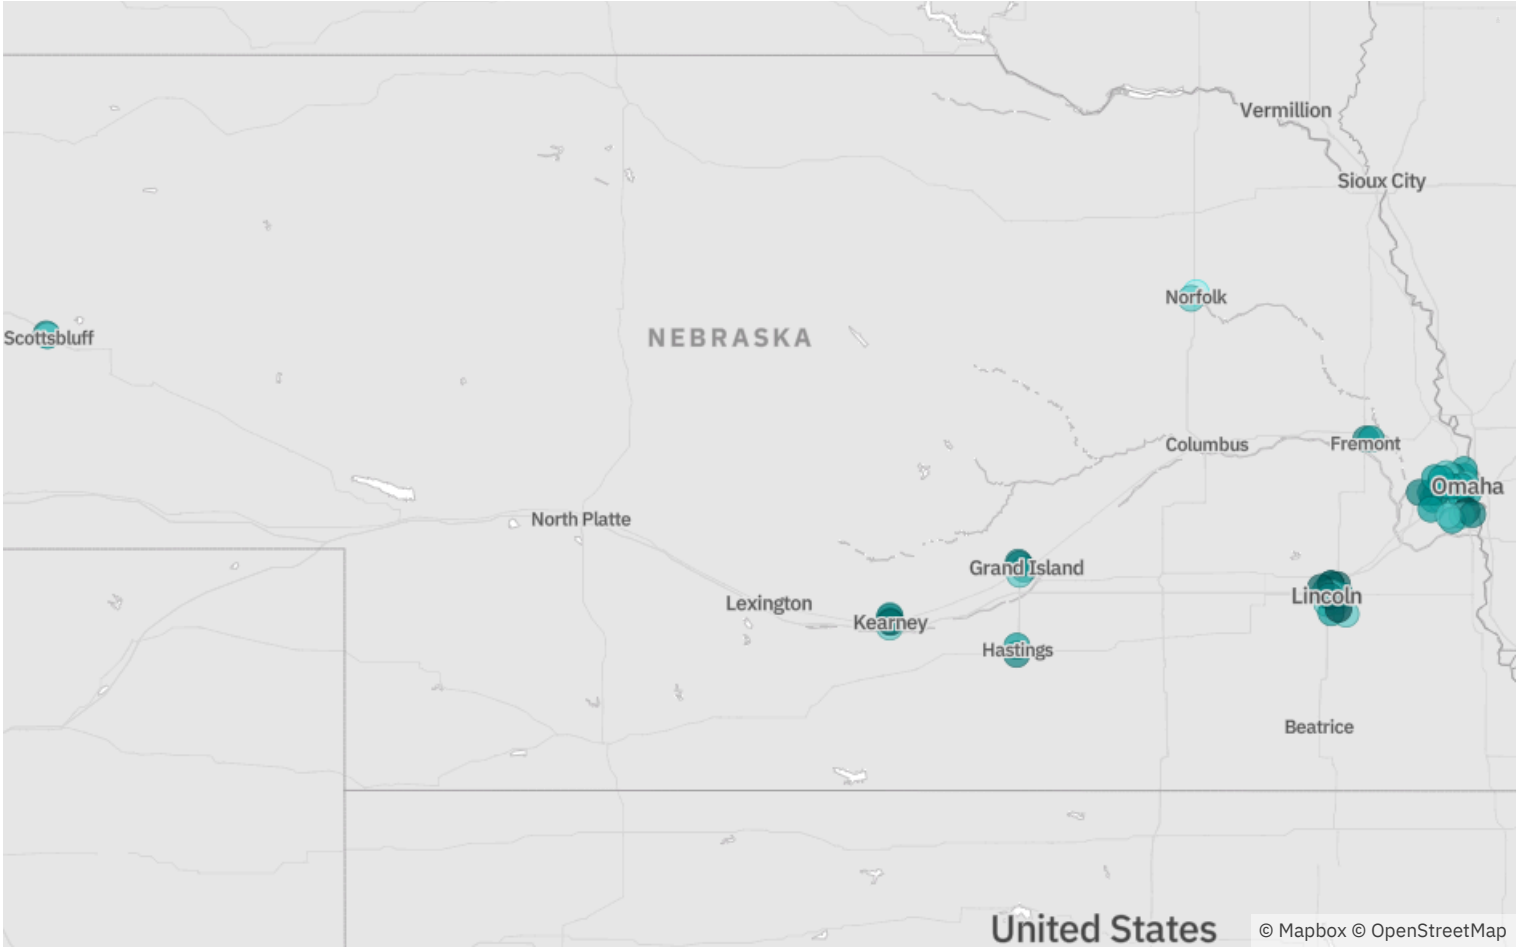 Vermillion
Sioux City
Norfolk
Scottsbluff
NEBRASKA
Columbus
Fremont
Omaha
North Platte
Grand Island
Lincoln
Lexington
Kearney
Hastings
Beatrice
United States
© Mapbox © OpenStreetMap